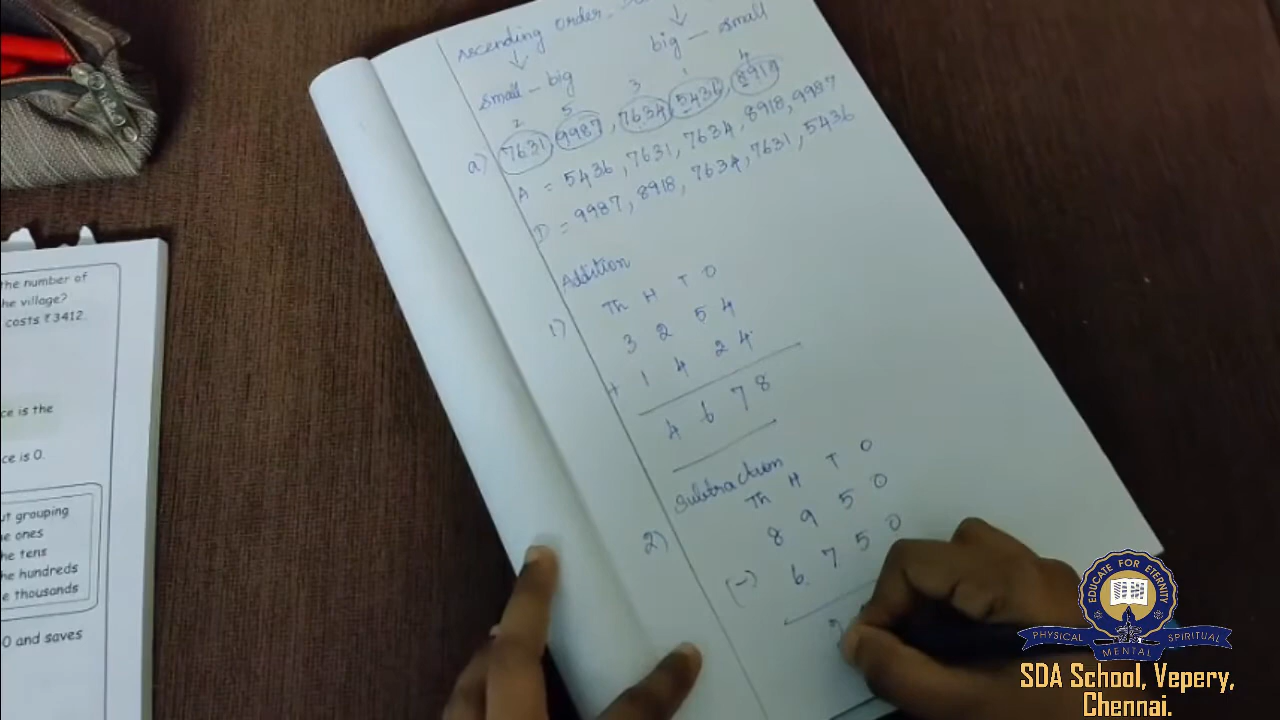 the number of
he village?
costs ₹3412.
ce is the
ce is 0.
ut grouping
e ones
he tens
he hundreds
e thousands
0 and saves
Ascending order.
small - big
big - small
2 5 3 1 4
a) 7631, 9987, 7634, 5436, 8918
A = 5436, 7631, 7634, 8918, 9987
D = 9987, 8918, 7634, 7631, 5436
Addition
Th H T O
1) 3 2 5 4
+ 1 4 2 4
4 6 7 8
Subtraction
Th H T O
2) 8 9 5 0
(-) 6 7 5 0
EDUCATE FOR ETERNITY
PHYSICAL MENTAL SPIRITUAL
SDA School, Vepery,
Chennai.